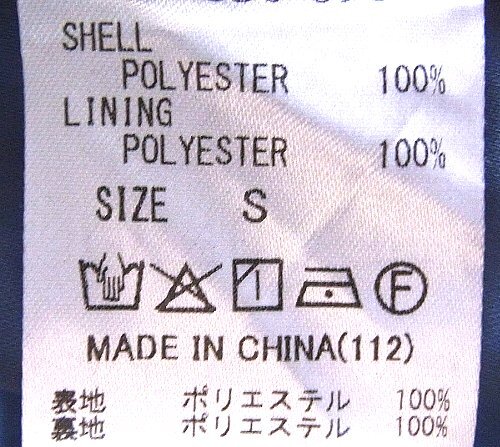 SHELL
POLYESTER 100%
LINING
POLYESTER 100%
SIZE S
F
MADE IN CHINA(112)
表地 ポリエステル 100%
裏地 ポリエステル 100%